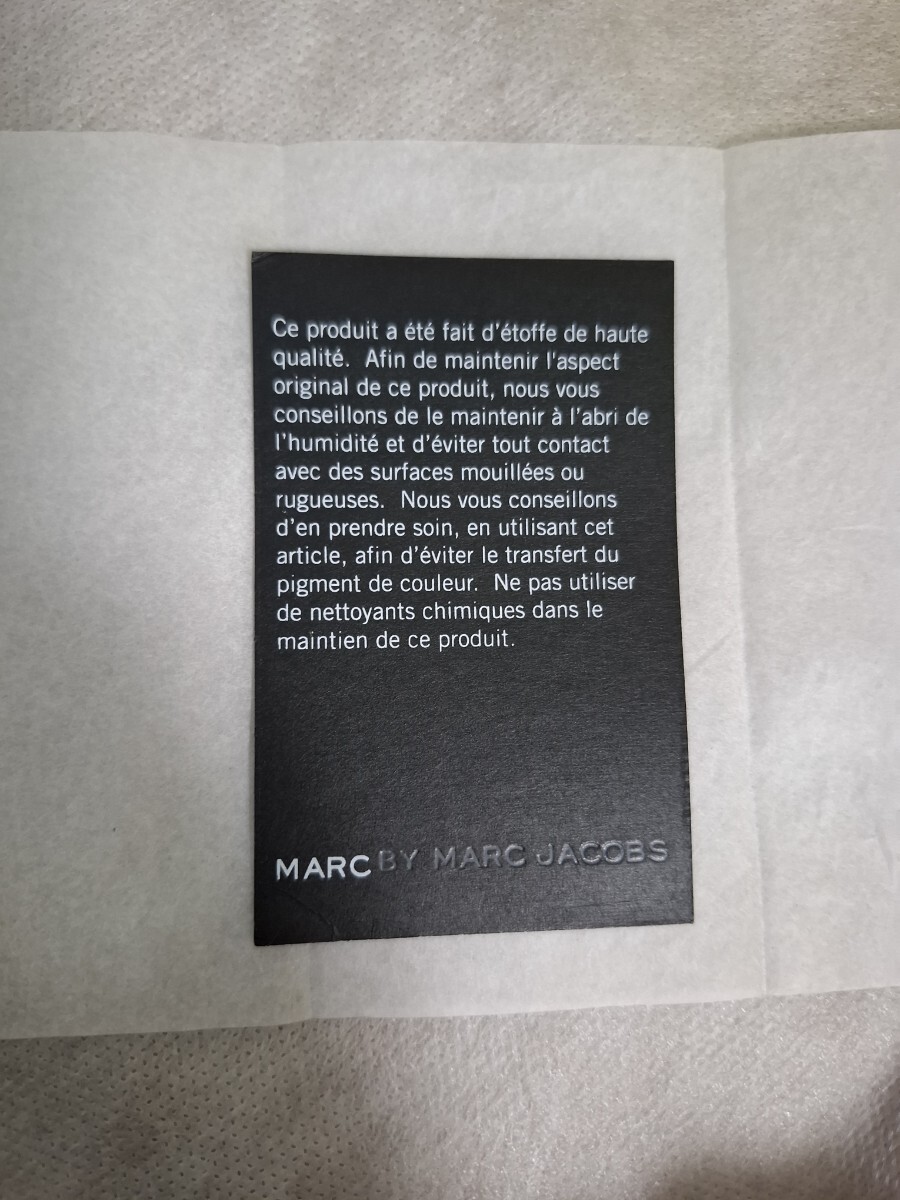 Ce produit a été fait d'étoffe de haute
qualité.  Afin de maintenir l'aspect
original de ce produit, nous vous
conseillons de le maintenir à l'abri de
l'humidité et d'éviter tout contact
avec des surfaces mouillées ou
rugueuses.  Nous vous conseillons
d'en prendre soin, en utilisant cet
article, afin d'éviter le transfert du
pigment de couleur.  Ne pas utiliser
de nettoyants chimiques dans le
maintien de ce produit.
MARC BY MARC JACOBS